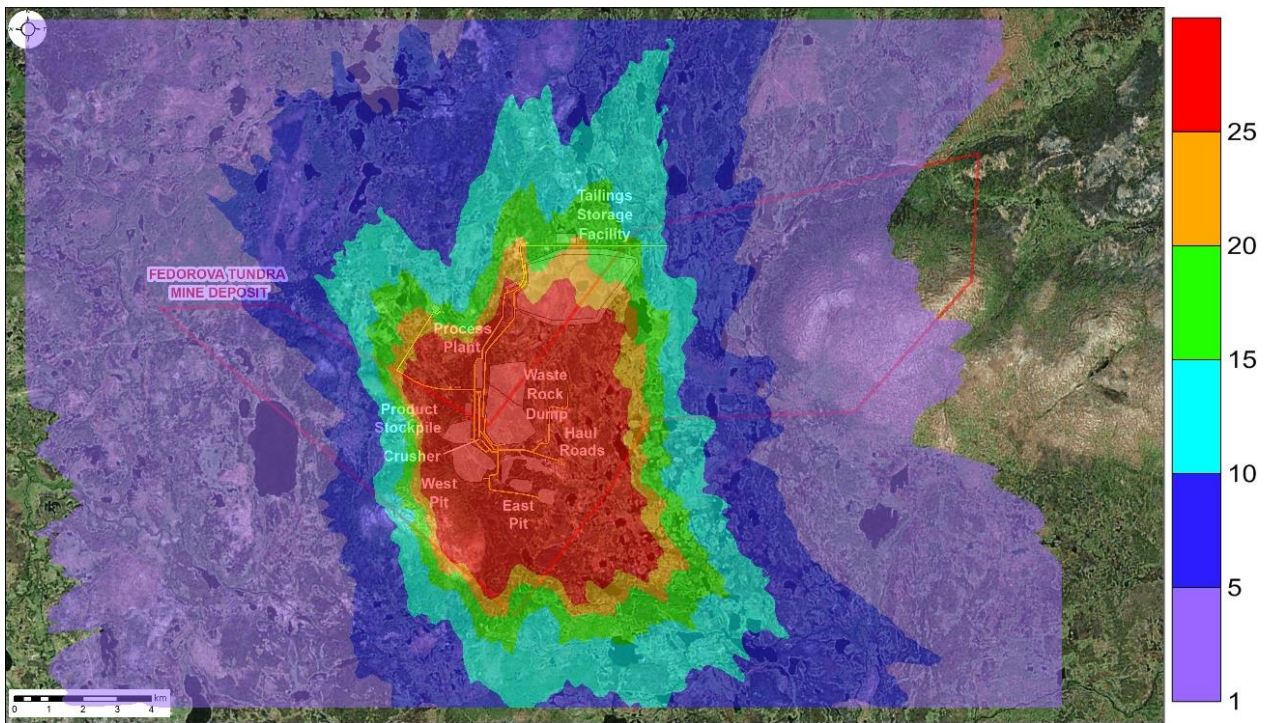 Tailings
Storage
Facility
FEDOROVA TUNDRA
MINE DEPOSIT
Process
Plant
Waste
Rock
Dump
Product
Stockpile
Haul
Roads
Crusher
West
Pit
East
Pit
km
0 1 2 3 4
25
20
15
10
5
1